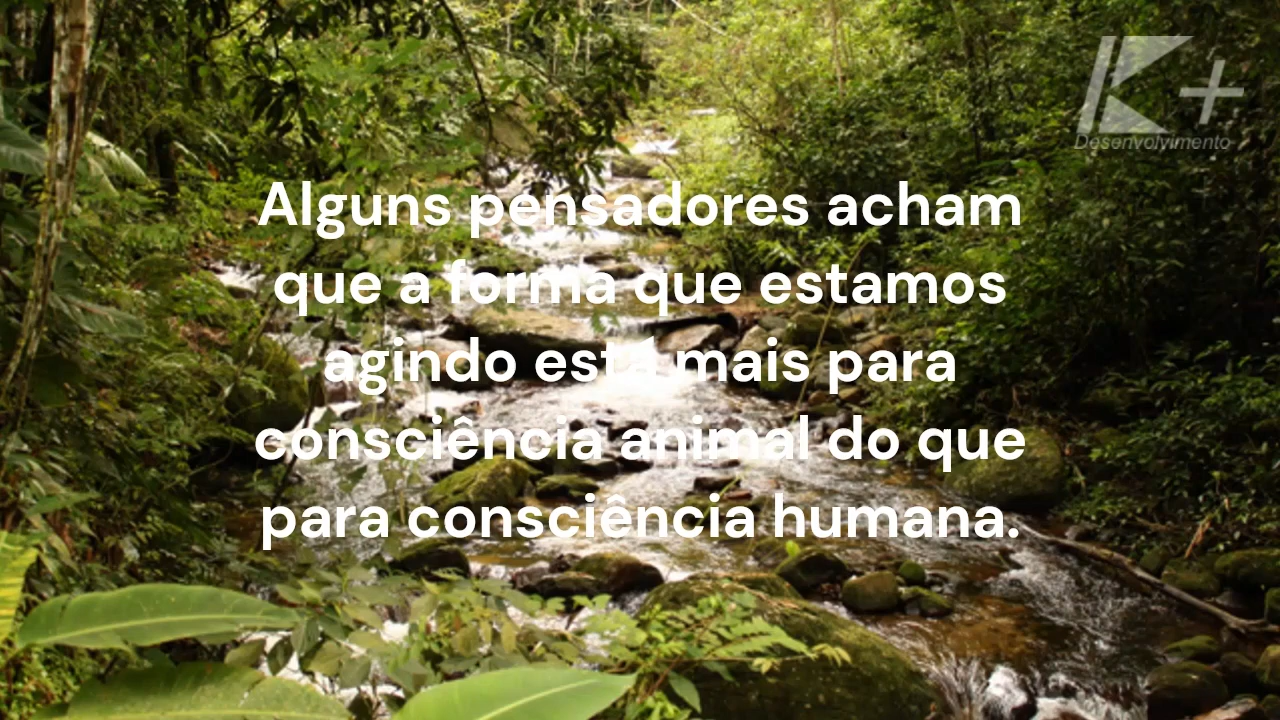 K+
Desenvolvimento
Alguns pensadores acham
que a forma que estamos
agindo está mais para
consciência animal do que
para consciência humana.